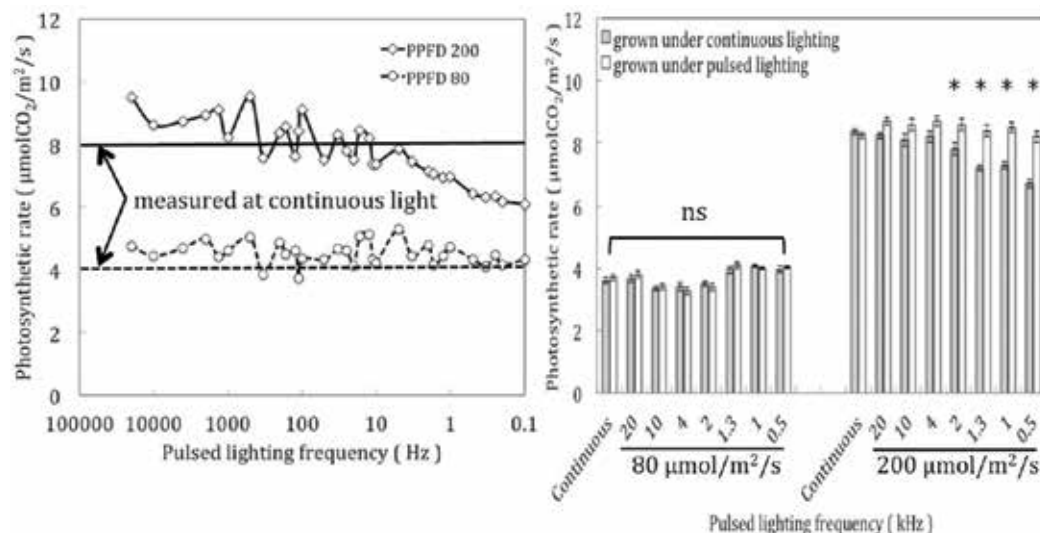 12
10
8
6
4
2
0
Photosynthetic rate ( μmolCO₂/m²/s )
PPFD 200
PPFD 80
measured at continuous light
100000 10000 1000 100 10 1 0.1
Pulsed lighting frequency ( Hz )
12
10
8
6
4
2
0
Photosynthetic rate ( μmolCO₂/m²/s )
grown under continuous lighting
grown under pulsed lighting
* * * *
ns
Continuous 20 10 4 2 1.3 1 0.5
80 μmol/m²/s
Continuous 20 10 4 2 1.3 1 0.5
200 μmol/m²/s
Pulsed lighting frequency ( kHz )